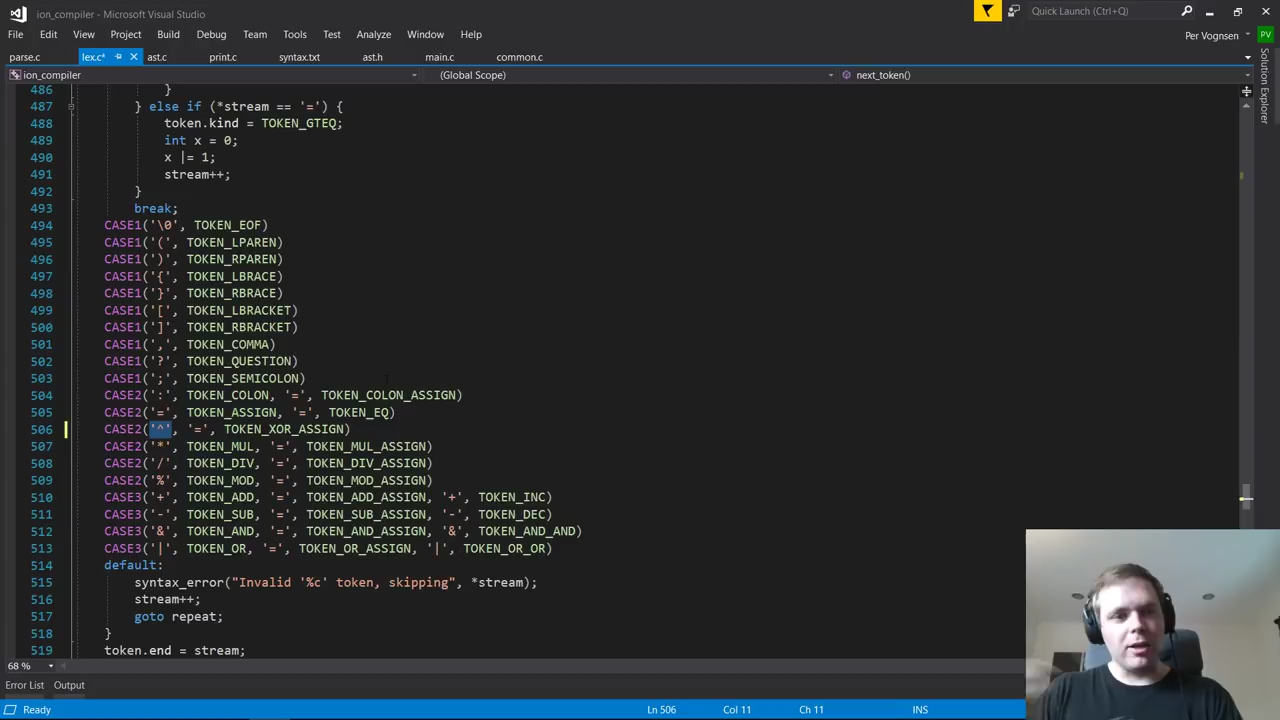 ion_compiler - Microsoft Visual Studio
Quick Launch (Ctrl+Q)
File Edit View Project Build Debug Team Tools Test Analyze Window Help
Per Vognsen PV
parse.c lex.c* ast.c print.c syntax.txt ast.h main.c common.c
ion_compiler (Global Scope) next_token()
Solution Explorer
486 }
487 } else if (*stream == '=') {
488 token.kind = TOKEN_GTEQ;
489 int x = 0;
490 x |= 1;
491 stream++;
492 }
493 break;
494 CASE1('\0', TOKEN_EOF)
495 CASE1('(', TOKEN_LPAREN)
496 CASE1(')', TOKEN_RPAREN)
497 CASE1('{', TOKEN_LBRACE)
498 CASE1('}', TOKEN_RBRACE)
499 CASE1('[', TOKEN_LBRACKET)
500 CASE1(']', TOKEN_RBRACKET)
501 CASE1(',', TOKEN_COMMA)
502 CASE1('?', TOKEN_QUESTION)
503 CASE1(';', TOKEN_SEMICOLON)
504 CASE2(':', TOKEN_COLON, '=', TOKEN_COLON_ASSIGN)
505 CASE2('=', TOKEN_ASSIGN, '=', TOKEN_EQ)
506 CASE2('^', '=', TOKEN_XOR_ASSIGN)
507 CASE2('*', TOKEN_MUL, '=', TOKEN_MUL_ASSIGN)
508 CASE2('/', TOKEN_DIV, '=', TOKEN_DIV_ASSIGN)
509 CASE2('%', TOKEN_MOD, '=', TOKEN_MOD_ASSIGN)
510 CASE3('+', TOKEN_ADD, '=', TOKEN_ADD_ASSIGN, '+', TOKEN_INC)
511 CASE3('-', TOKEN_SUB, '=', TOKEN_SUB_ASSIGN, '-', TOKEN_DEC)
512 CASE3('&', TOKEN_AND, '=', TOKEN_AND_ASSIGN, '&', TOKEN_AND_AND)
513 CASE3('|', TOKEN_OR, '=', TOKEN_OR_ASSIGN, '|', TOKEN_OR_OR)
514 default:
515 syntax_error("Invalid '%c' token, skipping", *stream);
516 stream++;
517 goto repeat;
518 }
519 token.end = stream;
68 %
Error List Output
Ready Ln 506 Col 11 Ch 11 INS